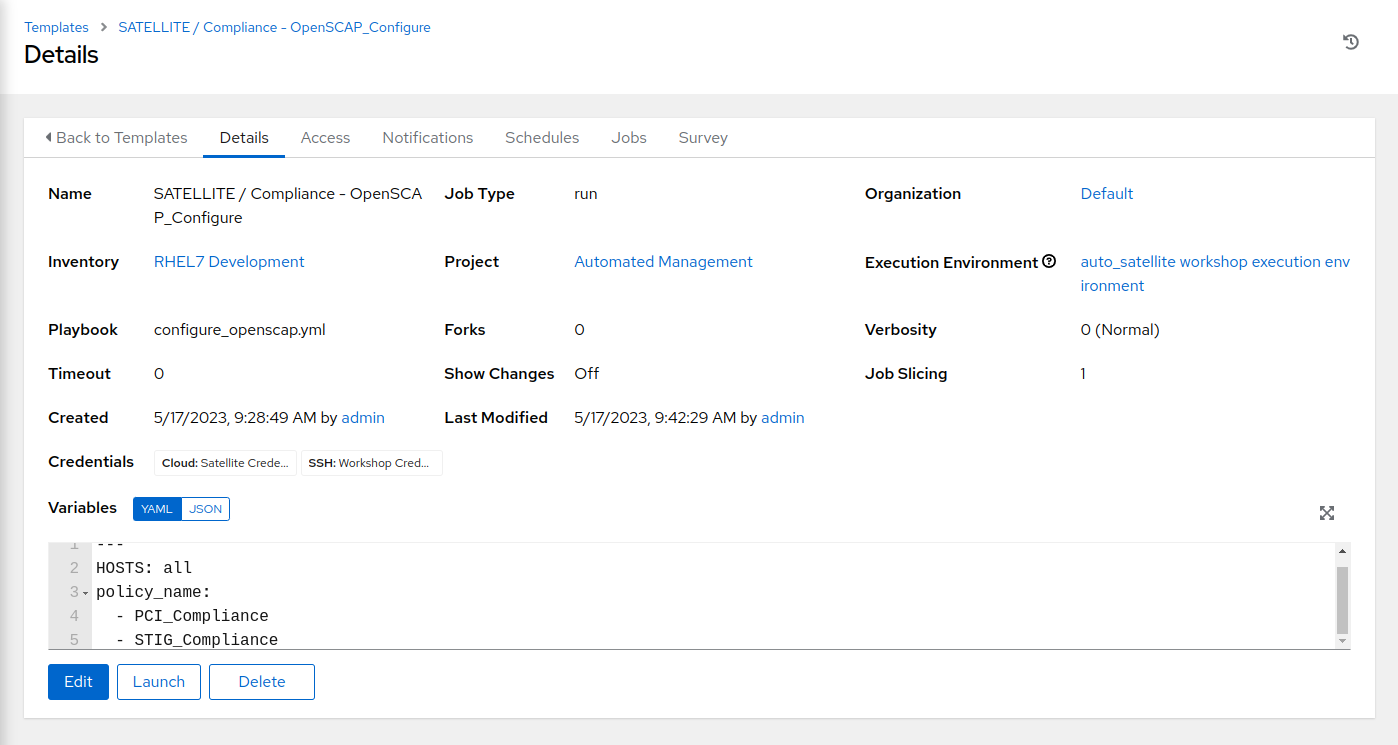 Templates > SATELLITE / Compliance - OpenSCAP_Configure
Details
Back to Templates Details Access Notifications Schedules Jobs Survey
Name SATELLITE / Compliance - OpenSCA Job Type run Organization Default
P_Configure
Inventory RHEL7 Development Project Automated Management Execution Environment auto_satellite workshop execution env
ironment
Playbook configure_openscap.yml Forks 0 Verbosity 0 (Normal)
Timeout 0 Show Changes Off Job Slicing 1
Created 5/17/2023, 9:28:49 AM by admin Last Modified 5/17/2023, 9:42:29 AM by admin
Credentials Cloud: Satellite Crede... SSH: Workshop Cred...
Variables YAML JSON
1 ---
2 HOSTS: all
3 policy_name:
4 - PCI_Compliance
5 - STIG_Compliance
Edit Launch Delete